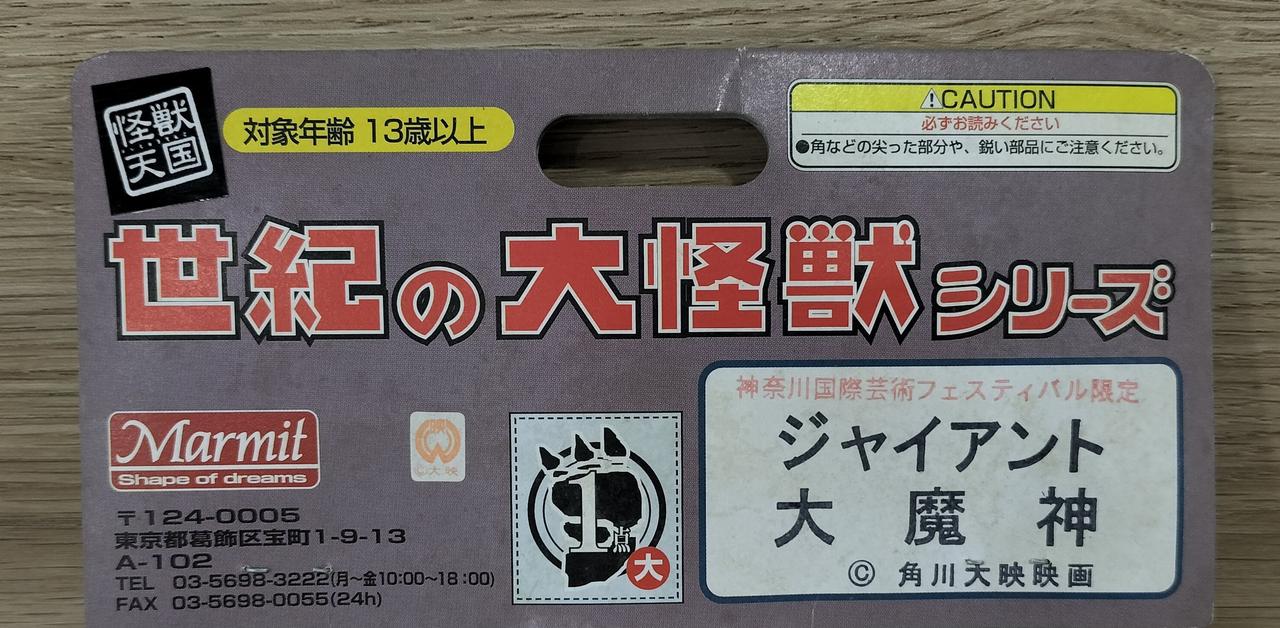 怪獣
天国
対象年齢 13歳以上
⚠CAUTION
必ずお読みください
●角などの尖った部分や、鋭い部品にご注意ください。
世紀の大怪獣シリーズ
Marmit
Shape of dreams
映
©大映
1点
大
神奈川国際芸術フェスティバル限定
ジャイアント
大魔神
© 角川大映映画
〒124-0005
東京都葛飾区宝町1-9-13
A-102
TEL 03-5698-3222(月~金10:00~18:00)
FAX 03-5698-0055(24h)